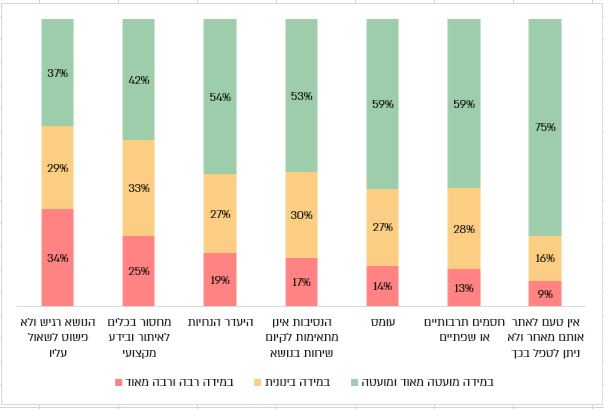 37%
42%
54%
53%
59%
59%
75%
29%
33%
27%
30%
27%
28%
16%
34%
25%
19%
17%
14%
13%
9%
הנושא רגיש ולא
פשוט לשאול
עליו
מחסור בכלים
לאיתור ובידע
מקצועי
היעדר הנחיות
הנסיבות אינן
מתאימות לקיום
שיחות בנושא
עומס
חסמים תרבותיים
או שפתיים
אין טעם לאתר
אותם מאחר ולא
ניתן לטפל בכך
במידה רבה ורבה מאוד
במידה בינונית
במידה מועטה מאוד ומועטה